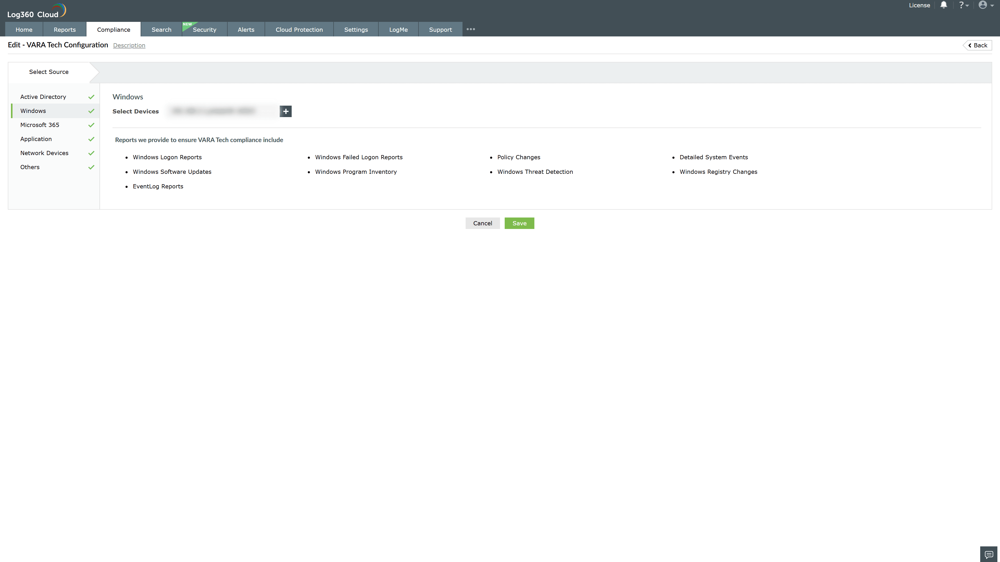 License
?
Log360 Cloud
Home Reports Compliance Search NEW Security Alerts Cloud Protection Settings LogMe Support
Edit - VARA Tech Configuration Description Back
Select Source
Active Directory
Windows
Microsoft 365
Application
Network Devices
Others
Windows
Select Devices
Reports we provide to ensure VARA Tech compliance include
• Windows Logon Reports • Windows Failed Logon Reports • Policy Changes • Detailed System Events
• Windows Software Updates • Windows Program Inventory • Windows Threat Detection • Windows Registry Changes
• EventLog Reports
Cancel Save